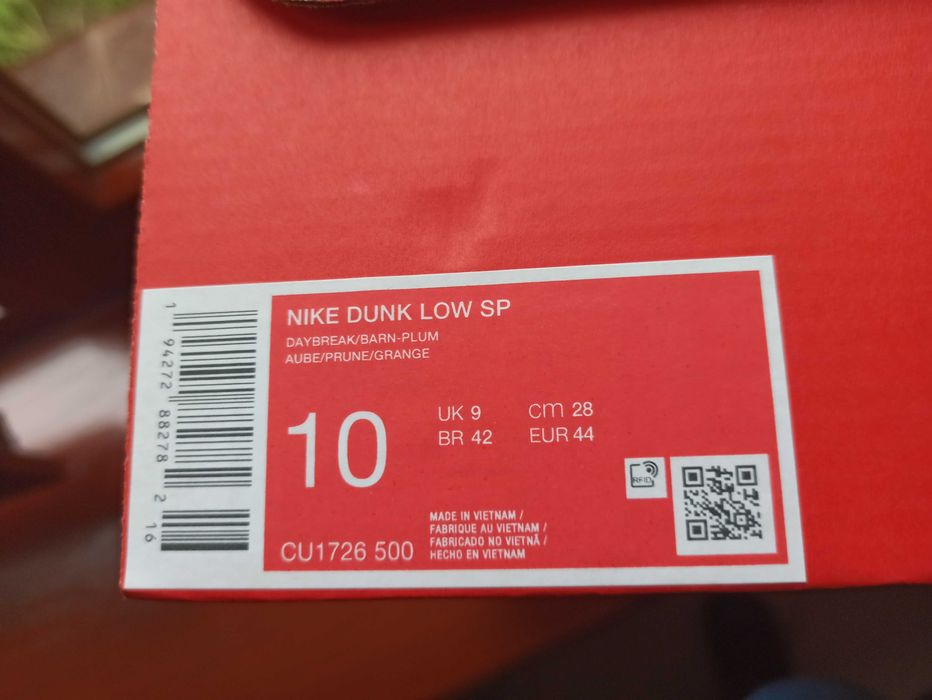 NIKE DUNK LOW SP
DAYBREAK/BARN-PLUM
AUBE/PRUNE/GRANGE
10
UK 9
cm 28
BR 42
EUR 44
RFID
MADE IN VIETNAM /
FABRIQUE AU VIETNAM /
FABRICADO NO VIETNÃ /
HECHO EN VIETNAM
CU1726 500
1 94272 88278 2 16